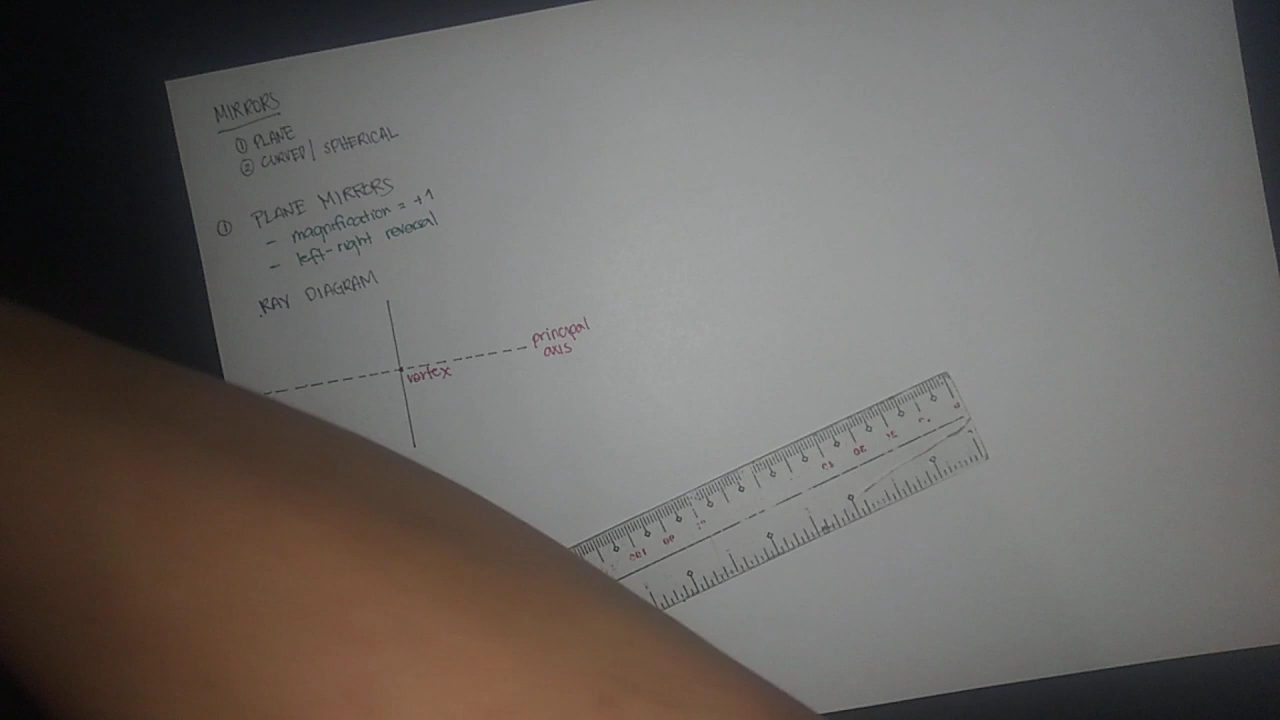 MIRRORS
① PLANE
② CURVED/ SPHERICAL
① PLANE MIRRORS
- magnification = +1
- left-right reversal
RAY DIAGRAM
principal
axis
vertex